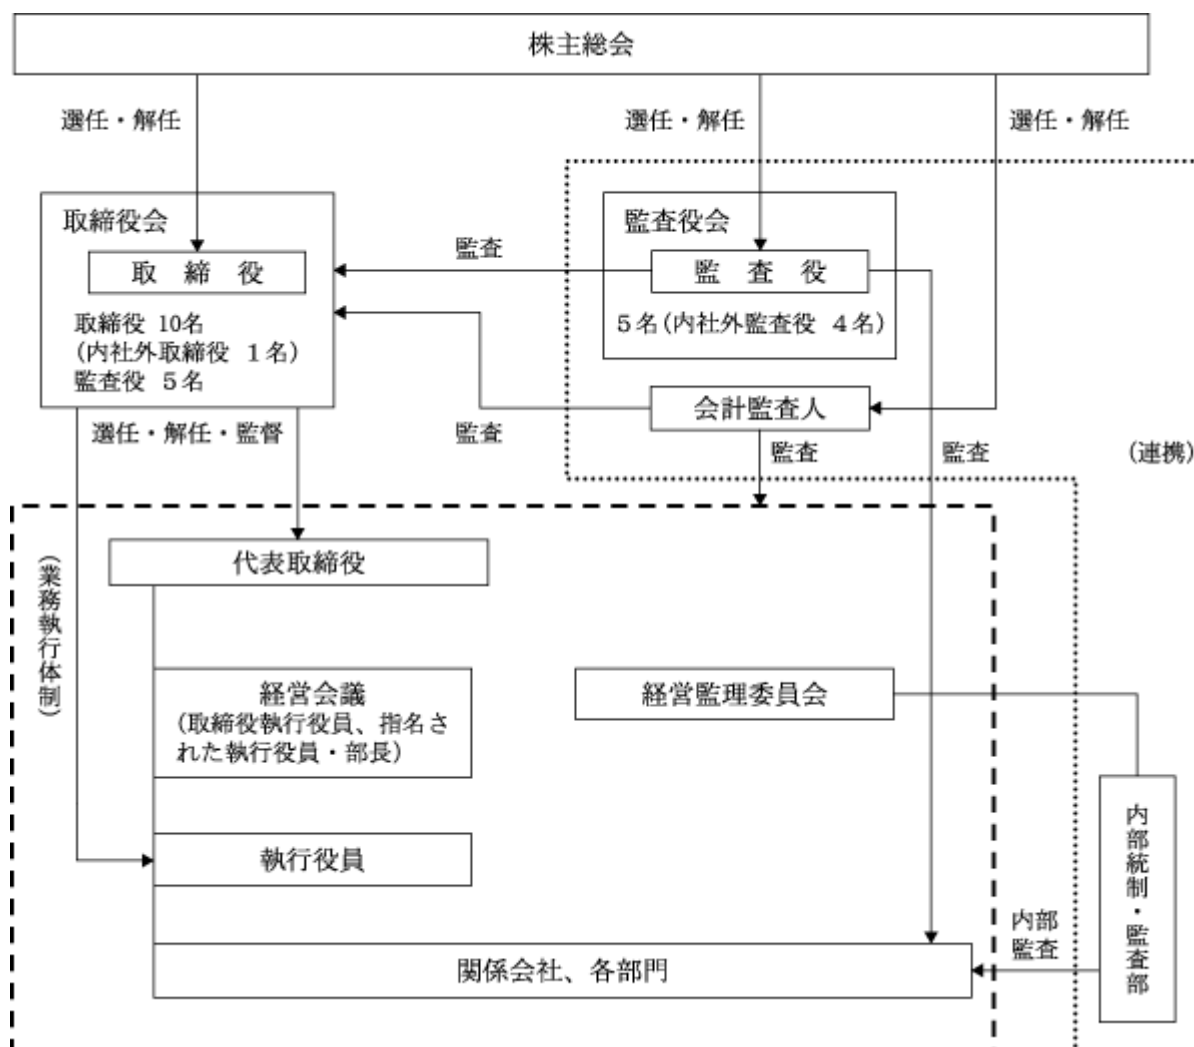 株主総会
選任・解任
選任・解任
選任・解任
取締役会
取 締 役
取締役 10名
(内社外取締役 1名)
監査役 5名
監査
監査役会
監 査 役
5名(内社外監査役 4名)
会計監査人
選任・解任・監督
監査
監査
監査
(連携)
(業務執行体制)
代表取締役
経営会議
(取締役執行役員、指名さ
れた執行役員・部長)
経営監理委員会
執行役員
内部統制・監査部
内部
監査
関係会社、各部門